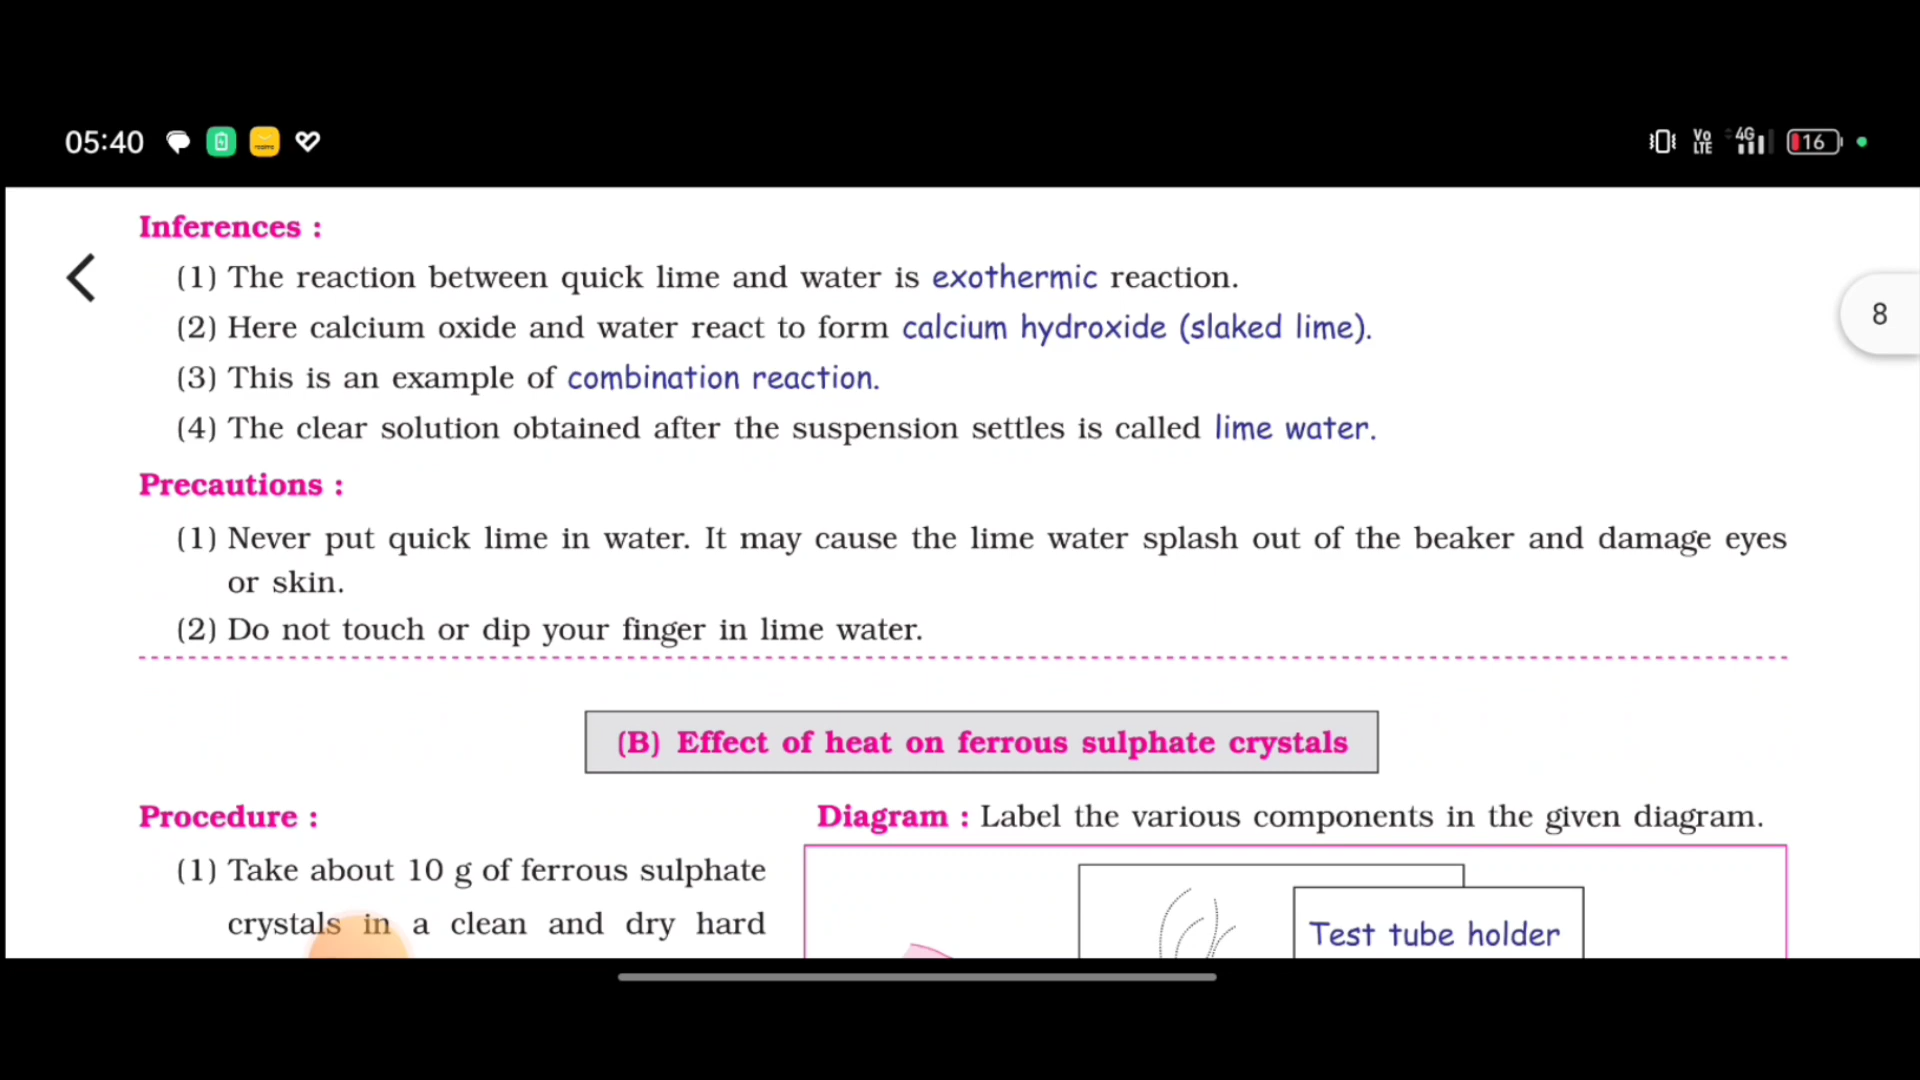 05:40
Vo LTE 4G 16
Inferences :
(1) The reaction between quick lime and water is exothermic reaction.
8
(2) Here calcium oxide and water react to form calcium hydroxide (slaked lime).
(3) This is an example of combination reaction.
(4) The clear solution obtained after the suspension settles is called lime water.
Precautions :
(1) Never put quick lime in water. It may cause the lime water splash out of the beaker and damage eyes
or skin.
(2) Do not touch or dip your finger in lime water.
(B) Effect of heat on ferrous sulphate crystals
Procedure :
(1) Take about 10 g of ferrous sulphate
crystals in a clean and dry hard
Diagram : Label the various components in the given diagram.
Test tube holder